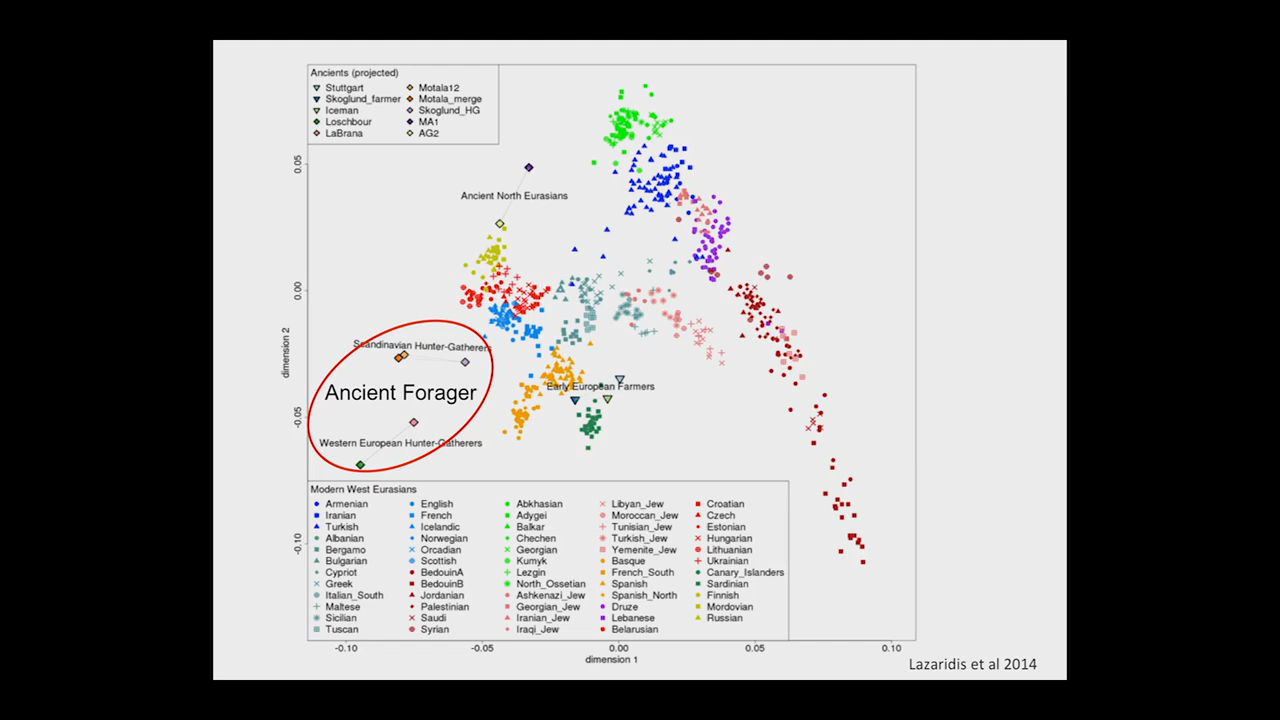 Ancients (projected)
Stuttgart Motala12
Skoglund_farmer Motala_merge
Iceman Skoglund_HG
Loschbour MA1
LaBrana AG2
0.05
Ancient North Eurasians
0.00
Scandinavian Hunter-Gatherers
dimension 2
Ancient Forager
Early European Farmers
-0.05
Western European Hunter-Gatherers
Modern West Eurasians
Armenian English Abkhasian Libyan_Jew Croatian
Iranian French Adygei Moroccan_Jew Czech
Turkish Icelandic Balkar Tunisian_Jew Estonian
Albanian Norwegian Chechen Turkish_Jew Hungarian
-0.10
Bergamo Orcadian Georgian Yemenite_Jew Lithuanian
Bulgarian Scottish Kumyk Basque Ukrainian
Cypriot BedouinA Lezgin French_South Canary_Islanders
Greek BedouinB North_Ossetian Spanish Sardinian
Italian_South Jordanian Ashkenazi_Jew Spanish_North Finnish
Maltese Palestinian Georgian_Jew Druze Mordovian
Sicilian Saudi Iranian_Jew Lebanese Russian
Tuscan Syrian Iraqi_Jew Belarusian
-0.10 -0.05 0.00 0.05 0.10
dimension 1
Lazaridis et al 2014